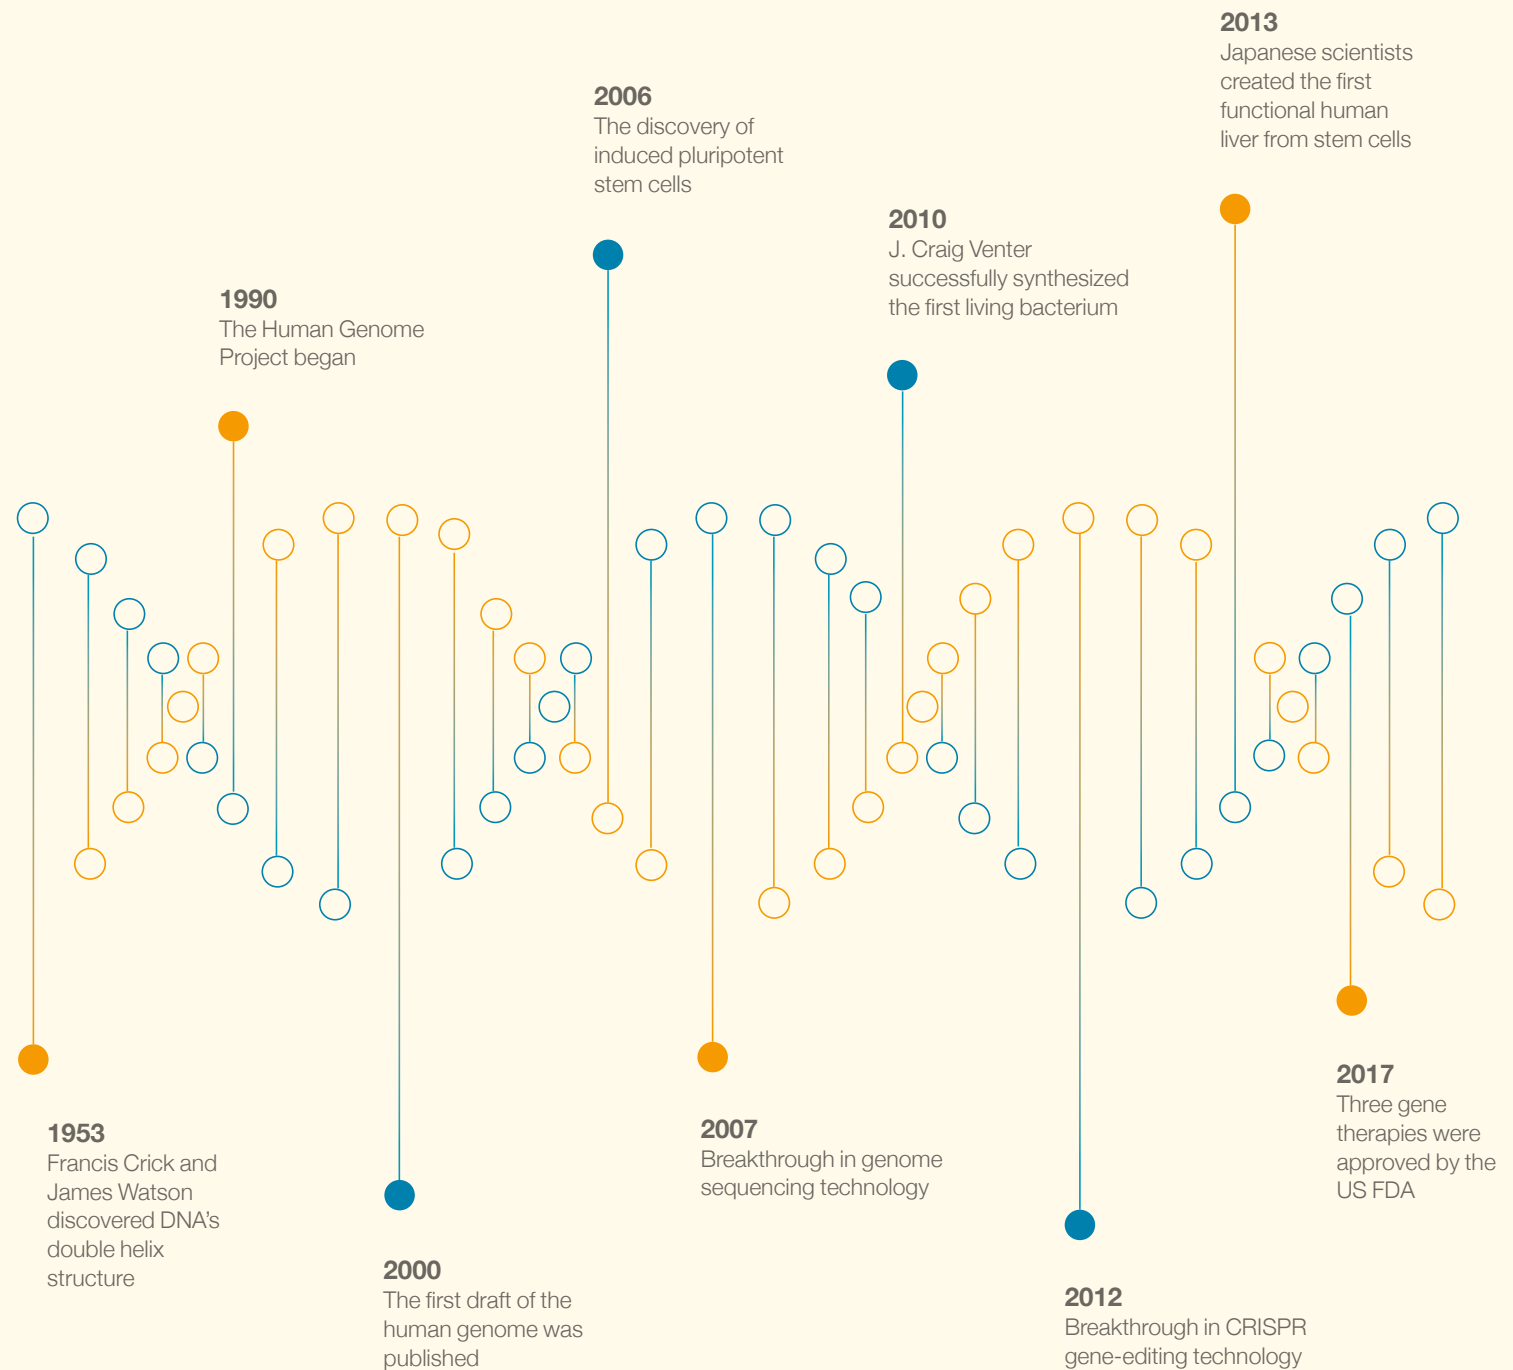 2013
Japanese scientists
created the first
functional human
liver from stem cells
2006
The discovery of
induced pluripotent
stem cells
2010
J. Craig Venter
successfully synthesized
the first living bacterium
1990
The Human Genome
Project began
1953
Francis Crick and
James Watson
discovered DNA’s
double helix
structure
2000
The first draft of the
human genome was
published
2007
Breakthrough in genome
sequencing technology
2012
Breakthrough in CRISPR
gene-editing technology
2017
Three gene
therapies were
approved by the
US FDA